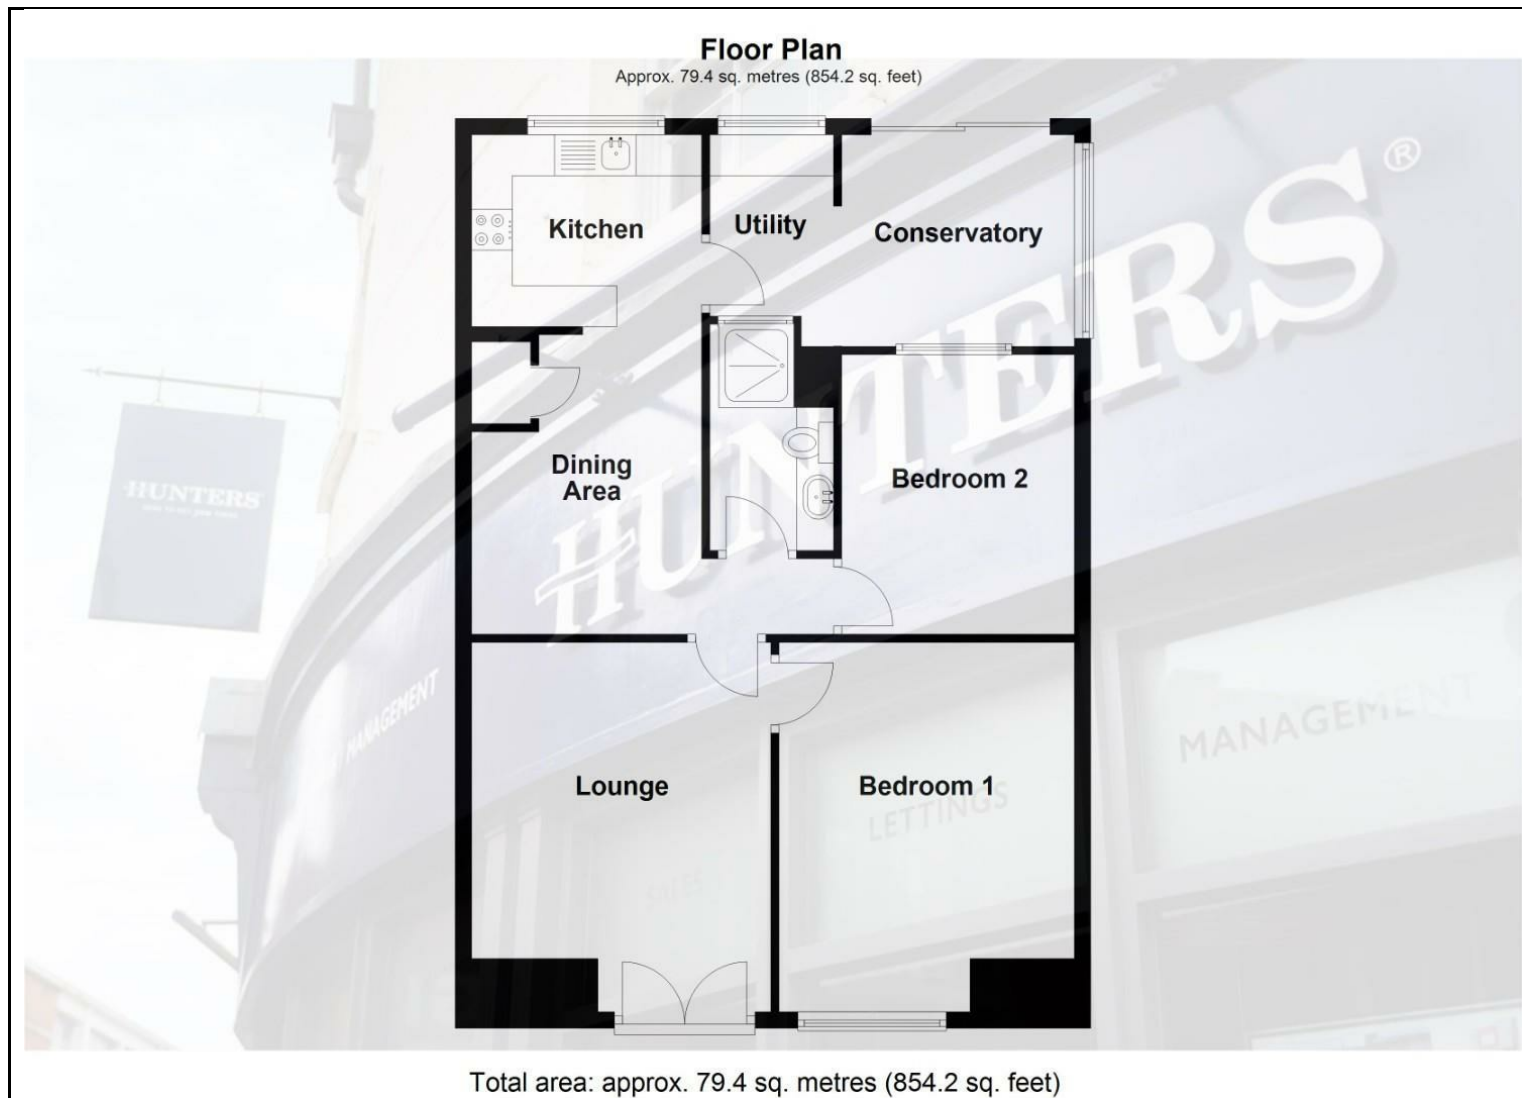 Floor Plan
Approx. 79.4 sq. metres (854.2 sq. feet)
Kitchen
Utility
Conservatory
HUNTERS®
HUNTERS
Dining
Area
Bedroom 2
MANAGEMENT
MANAGEMENT
Lounge
Bedroom 1
LETTINGS
SALES
Total area: approx. 79.4 sq. metres (854.2 sq. feet)